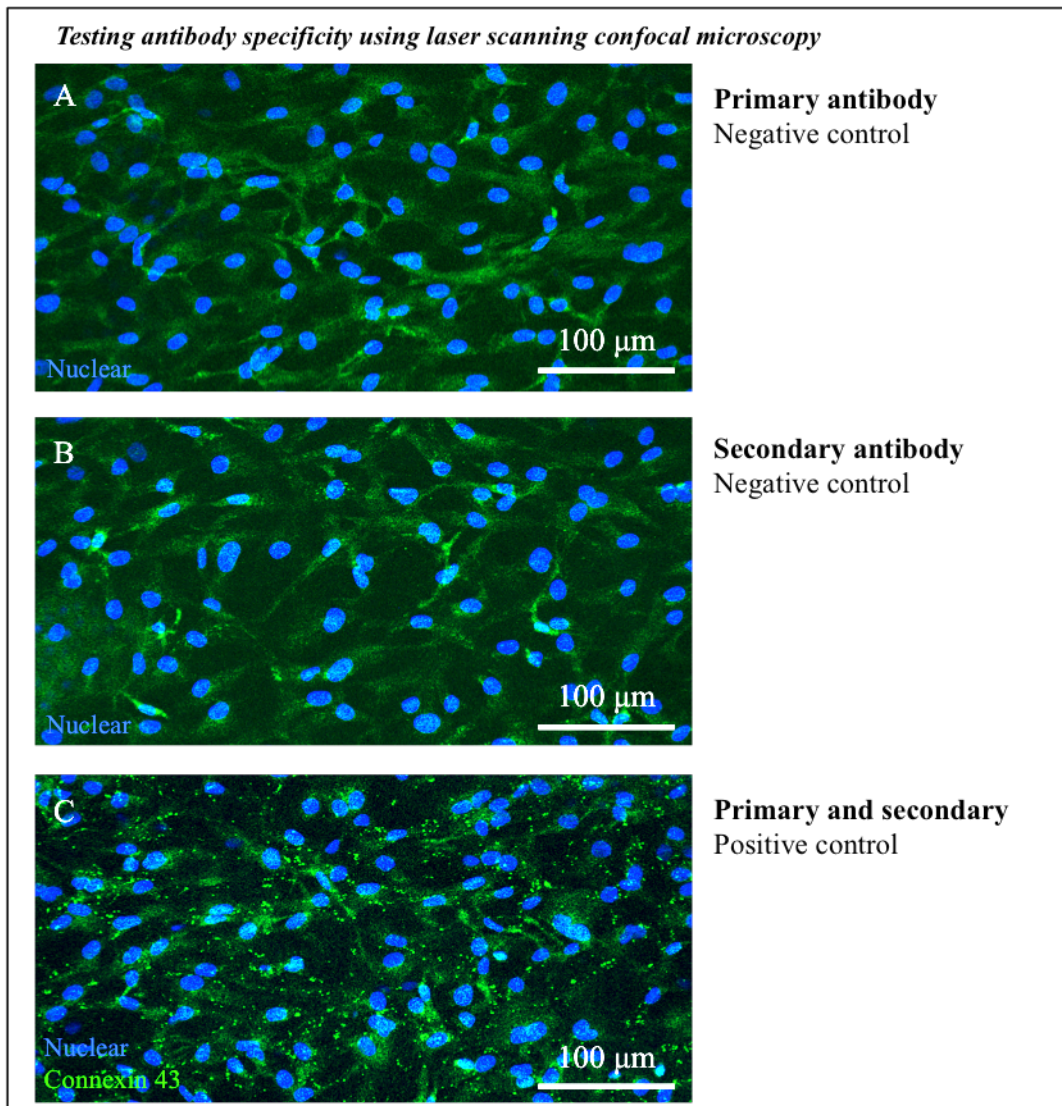 Testing antibody specificity using laser scanning confocal microscopy
A
Primary antibody
Negative control
100 μm
Nuclear
B
Secondary antibody
Negative control
100 μm
Nuclear
C
Primary and secondary
Positive control
Nuclear
Connexin 43
100 μm